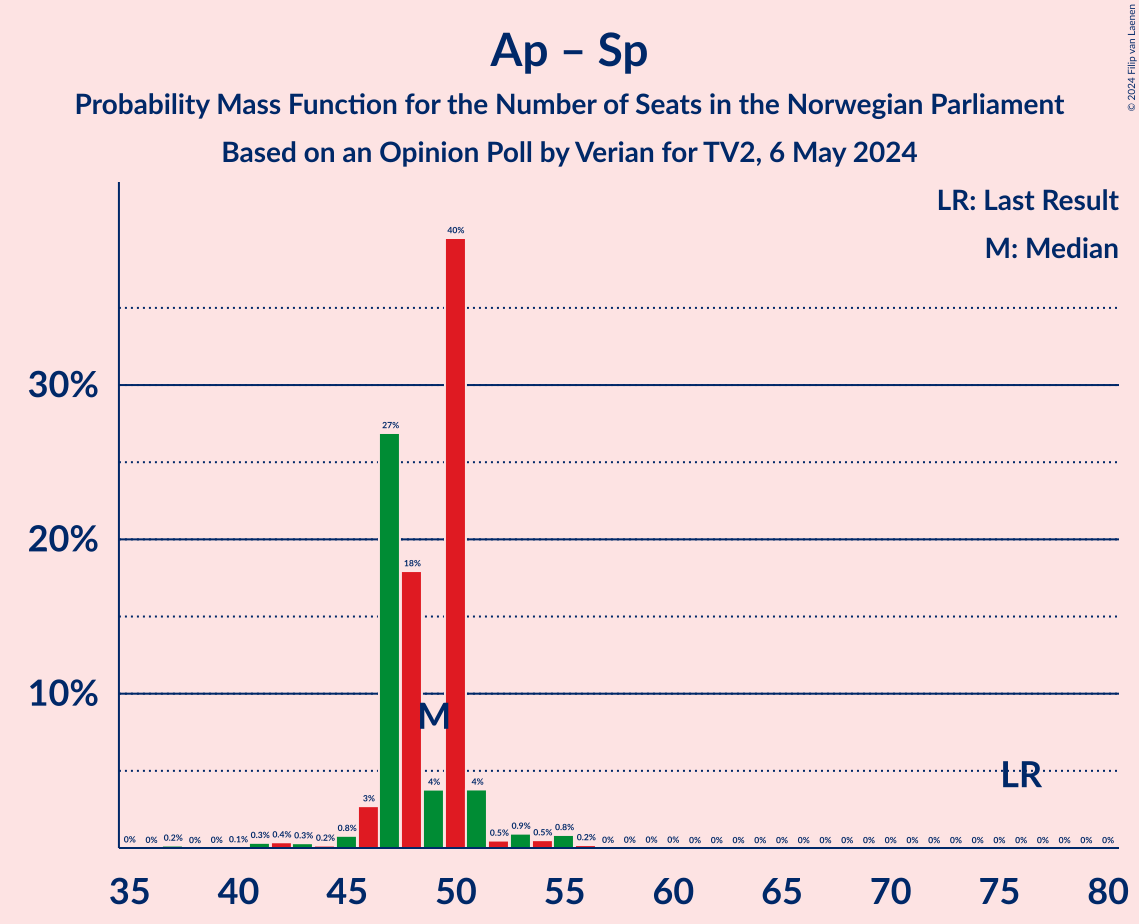 © 2024 Filip van Laenen
Ap – Sp
Probability Mass Function for the Number of Seats in the Norwegian Parliament
Based on an Opinion Poll by Verian for TV2, 6 May 2024
LR: Last Result
M: Median
40%
30%
27%
20%
18%
10%
M
LR
0% 0% 0.2% 0% 0% 0.1% 0.3% 0.4% 0.3% 0.2% 0.8% 3% 4% 4% 0.5% 0.9% 0.5% 0.8% 0.2% 0% 0% 0% 0% 0% 0% 0% 0% 0% 0% 0% 0% 0% 0% 0% 0% 0% 0% 0% 0% 0% 0% 0% 0%
35 40 45 50 55 60 65 70 75 80